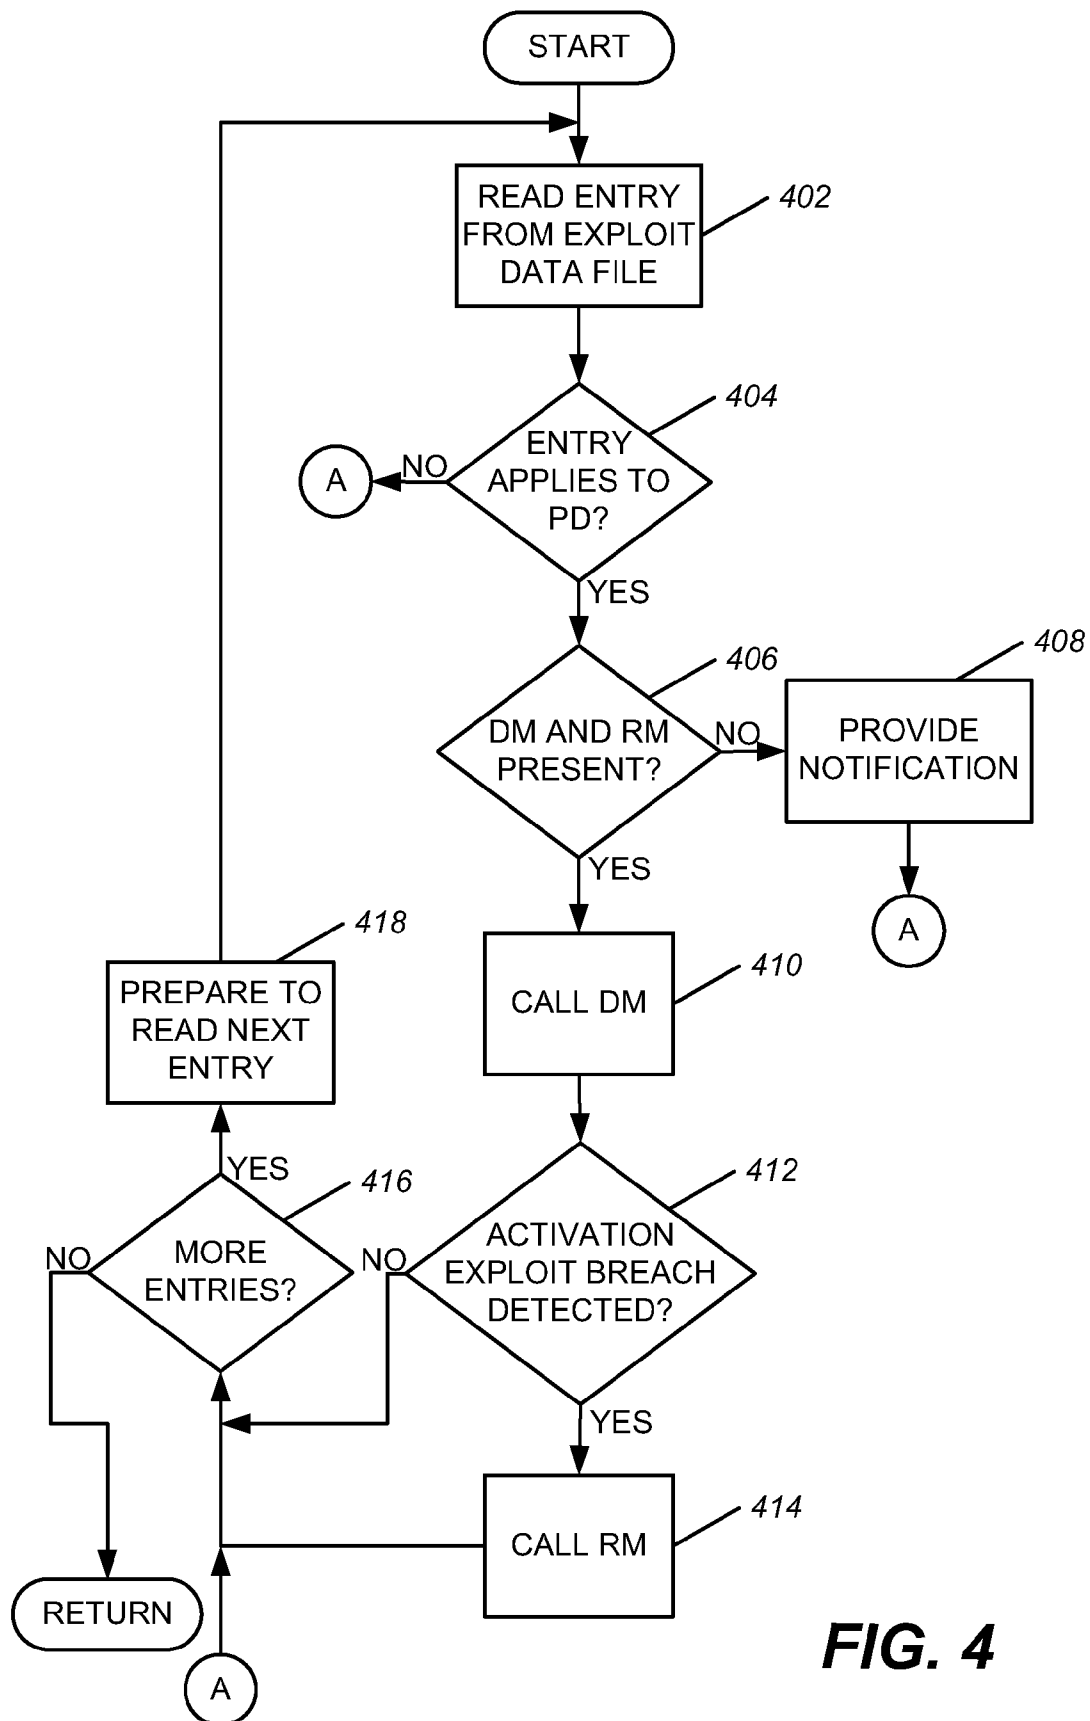 START
READ ENTRY
FROM EXPLOIT
DATA FILE
402
ENTRY
APPLIES TO
PD?
404
NO
A
YES
DM AND RM
PRESENT?
406
NO
PROVIDE
NOTIFICATION
408
A
YES
CALL DM
410
ACTIVATION
EXPLOIT BREACH
DETECTED?
412
NO
YES
CALL RM
414
PREPARE TO
READ NEXT
ENTRY
418
YES
MORE
ENTRIES?
416
NO
RETURN
A
FIG. 4